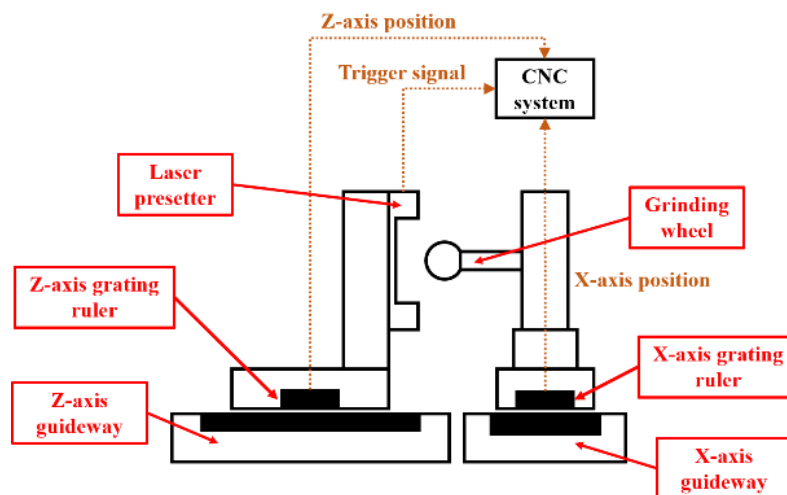 Z-axis position
Trigger signal
CNC
system
Laser
presetter
Grinding
wheel
X-axis position
Z-axis grating
ruler
X-axis grating
ruler
Z-axis
guideway
X-axis
guideway